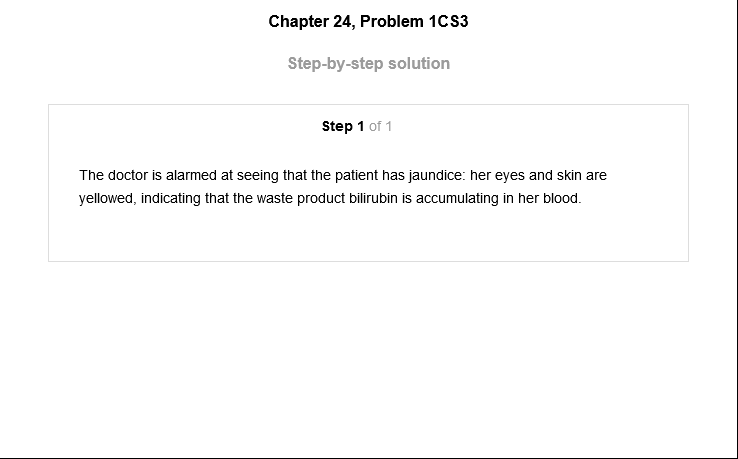 Chapter 24, Problem 1CS3
Step-by-step solution
Step 1 of 1
The doctor is alarmed at seeing that the patient has jaundice: her eyes and skin are
yellowed, indicating that the waste product bilirubin is accumulating in her blood.